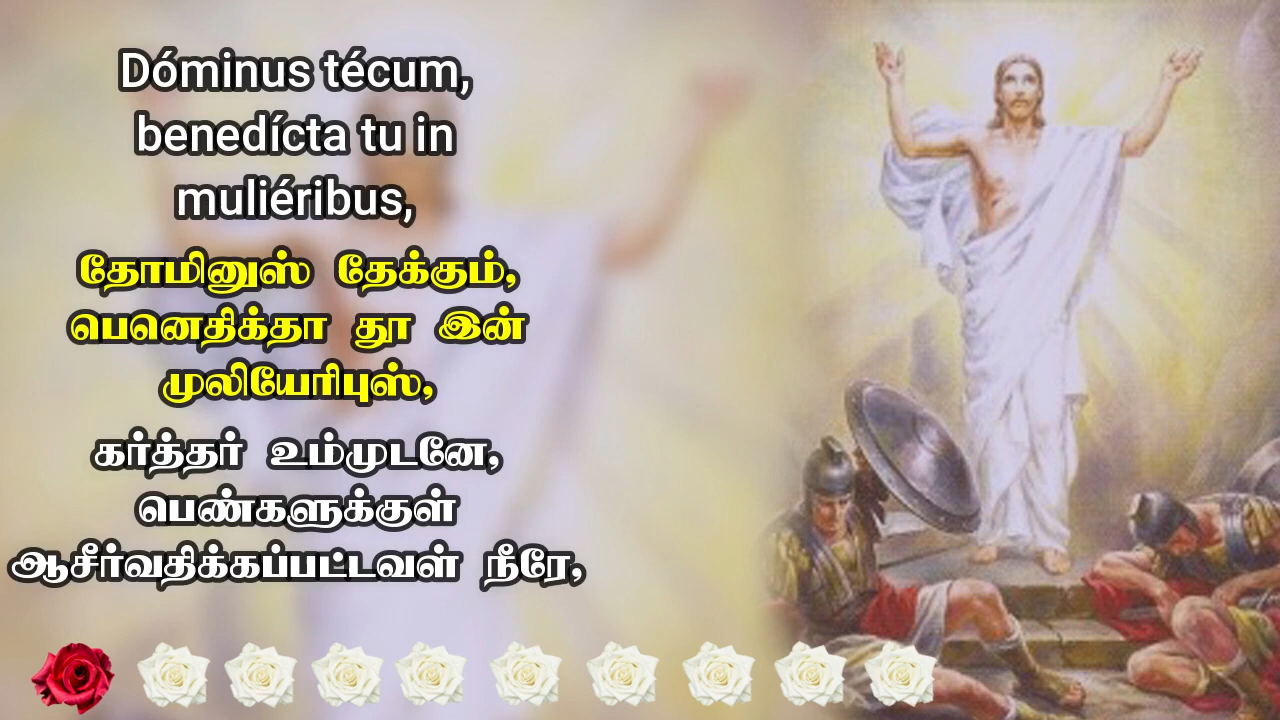 Dóminus técum,
benedícta tu in
muliéribus,
தோமினுஸ் தேக்கும்,
பெனெதிக்தா தூ இன்
முலியேரிபுஸ்,
கர்த்தர் உம்முடனே,
பெண்களுக்குள்
ஆசீர்வதிக்கப்பட்டவள் நீரே,